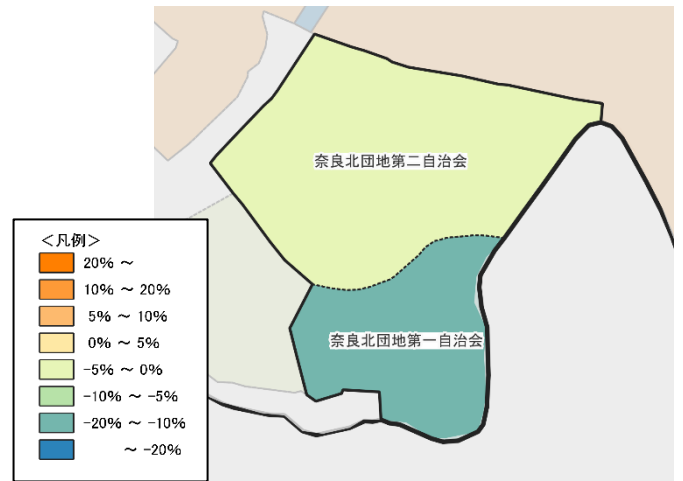 奈良北団地第二自治会
奈良北団地第一自治会
＜凡例＞
20% ～
10% ～ 20%
5% ～ 10%
0% ～ 5%
-5% ～ 0%
-10% ～ -5%
-20% ～ -10%
～ -20%